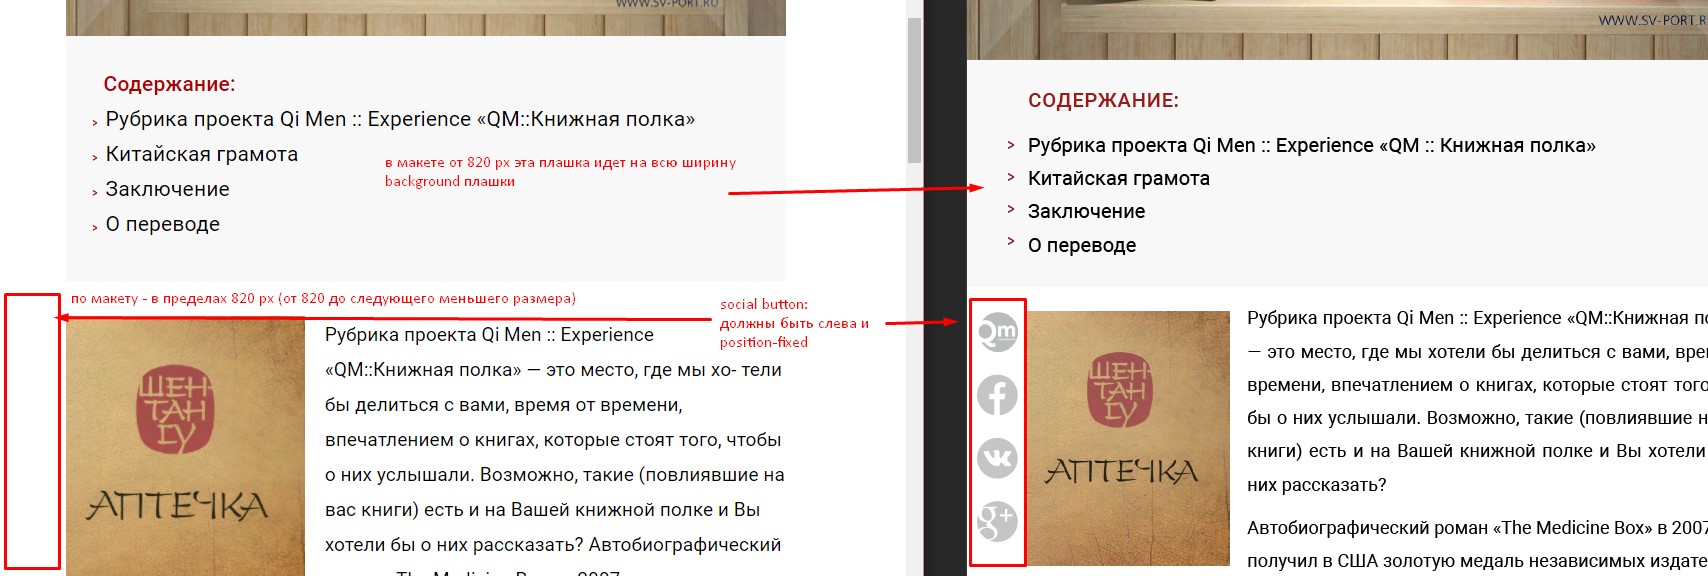 WWW.SV-PORT.RU
Содержание:
› Рубрика проекта Qi Men :: Experience «QM::Книжная полка»
› Китайская грамота
› Заключение
› О переводе
в макете от 820 px эта плашка идет на всю ширину
background плашки
по макету - в пределах 820 px (от 820 до следующего меньшего размера)
social button:
должны быть слева и
position-fixed
ШЕН-
ТАН
СУ
АПТЕЧКА
Рубрика проекта Qi Men :: Experience
«QM::Книжная полка» — это место, где мы хо- тели
бы делиться с вами, время от времени,
впечатлением о книгах, которые стоят того, чтобы
о них услышали. Возможно, такие (повлиявшие на
вас книги) есть и на Вашей книжной полке и Вы
хотели бы о них рассказать? Автобиографический
WWW.SV-PORT.R
СОДЕРЖАНИЕ:
> Рубрика проекта Qi Men :: Experience «QM :: Книжная полка»
> Китайская грамота
> Заключение
> О переводе
Qm
f
g+
ШЕН-
ТАН
СУ
АПТЕЧКА
Рубрика проекта Qi Men :: Experience «QM::Книжная по
— это место, где мы хотели бы делиться с вами, вре
времени, впечатлением о книгах, которые стоят того
бы о них услышали. Возможно, такие (повлиявшие н
книги) есть и на Вашей книжной полке и Вы хотели
них рассказать?
Автобиографический роман «The Medicine Box» в 2007
получил в США золотую медаль независимых издате